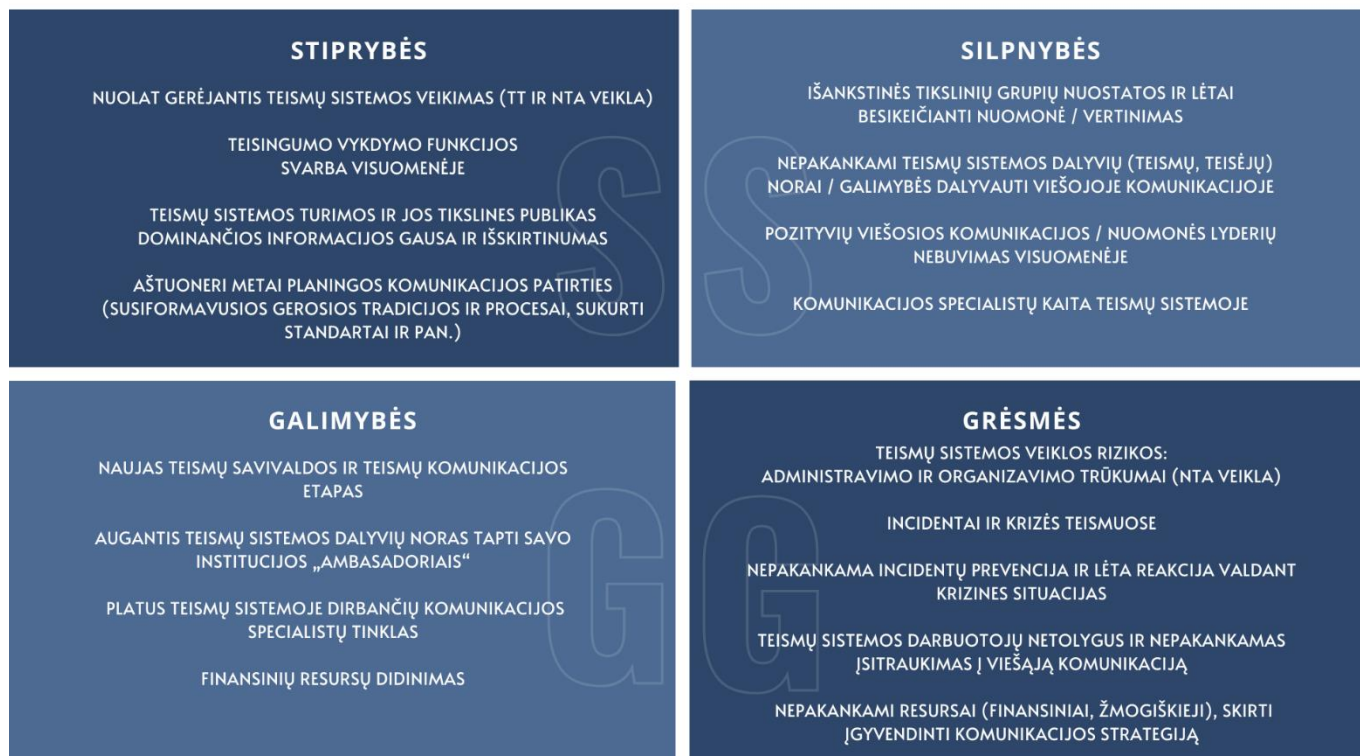 STIPRYBĖS
NUOLAT GERĖJANTIS TEISMŲ SISTEMOS VEIKIMAS (TT IR NTA VEIKLA)
TEISINGUMO VYKDYMO FUNKCIJOS
SVARBA VISUOMENĖJE
TEISMŲ SISTEMOS TURIMOS IR JOS TIKSLINES PUBLIKAS
DOMINANČIOS INFORMACIJOS GAUSA IR IŠSKIRTINUMAS
AŠTUONERI METAI PLANINGOS KOMUNIKACIJOS PATIRTIES
(SUSIFORMAVUSIOS GEROSIOS TRADICIJOS IR PROCESAI, SUKURTI
STANDARTAI IR PAN.)
S
SILPNYBĖS
IŠANKSTINĖS TIKSLINIŲ GRUPIŲ NUOSTATOS IR LĖTAI
BESIKEIČIANTI NUOMONĖ / VERTINIMAS
NEPAKANKAMI TEISMŲ SISTEMOS DALYVIŲ (TEISMŲ, TEISĖJŲ)
NORAI / GALIMYBĖS DALYVAUTI VIEŠOJOJE KOMUNIKACIJOJE
POZITYVIŲ VIEŠOSIOS KOMUNIKACIJOS / NUOMONĖS LYDERIŲ
NEBUVIMAS VISUOMENĖJE
KOMUNIKACIJOS SPECIALISTŲ KAITA TEISMŲ SISTEMOJE
S
GALIMYBĖS
NAUJAS TEISMŲ SAVIVALDOS IR TEISMŲ KOMUNIKACIJOS
ETAPAS
AUGANTIS TEISMŲ SISTEMOS DALYVIŲ NORAS TAPTI SAVO
INSTITUCIJOS „AMBASADORIAIS“
PLATUS TEISMŲ SISTEMOJE DIRBANČIŲ KOMUNIKACIJOS
SPECIALISTŲ TINKLAS
FINANSINIŲ RESURSŲ DIDINIMAS
G
GRĖSMĖS
TEISMŲ SISTEMOS VEIKLOS RIZIKOS:
ADMINISTRAVIMO IR ORGANIZAVIMO TRŪKUMAI (NTA VEIKLA)
INCIDENTAI IR KRIZĖS TEISMUOSE
NEPAKANKAMA INCIDENTŲ PREVENCIJA IR LĖTA REAKCIJA VALDANT
KRIZINES SITUACIJAS
TEISMŲ SISTEMOS DARBUOTOJŲ NETOLYGUS IR NEPAKANKAMAS
ĮSITRAUKIMAS Į VIEŠĄJĄ KOMUNIKACIJĄ
NEPAKANKAMI RESURSAI (FINANSINIAI, ŽMOGIŠKIEJI), SKIRTI
ĮGYVENDINTI KOMUNIKACIJOS STRATEGIJĄ
G